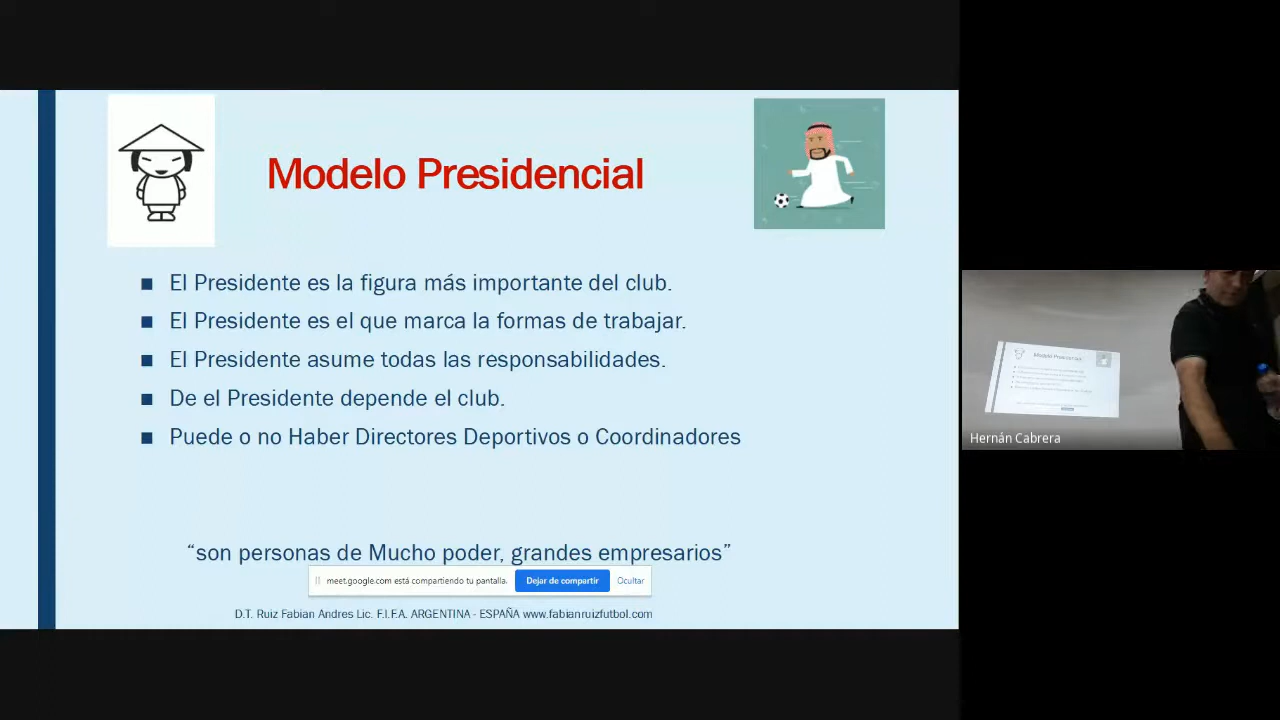 Modelo Presidencial
■ El Presidente es la figura más importante del club.
■ El Presidente es el que marca la formas de trabajar.
■ El Presidente asume todas las responsabilidades.
■ De el Presidente depende el club.
■ Puede o no Haber Directores Deportivos o Coordinadores
“son personas de Mucho poder, grandes empresarios”
meet.google.com está compartiendo tu pantalla.
Dejar de compartir
Ocultar
D.T. Ruiz Fabian Andres Lic. F.I.F.A. ARGENTINA - ESPAÑA www.fabianruizfutbol.com
Modelo Presidencial
Hernán Cabrera